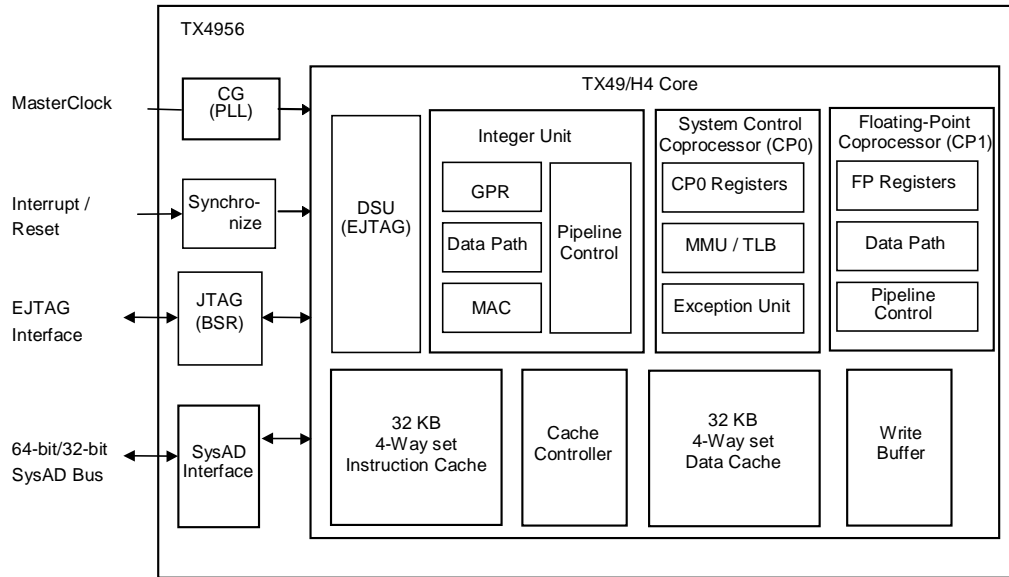 TX4956
MasterClock
CG
(PLL)
Interrupt /
Reset
Synchro-
nize
EJTAG
Interface
JTAG
(BSR)
64-bit/32-bit
SysAD Bus
SysAD
Interface
TX49/H4 Core
DSU
(EJTAG)
Integer Unit
GPR
Data Path
MAC
Pipeline
Control
System Control
Coprocessor (CP0)
CP0 Registers
MMU / TLB
Exception Unit
Floating-Point
Coprocessor (CP1)
FP Registers
Data Path
Pipeline
Control
32 KB
4-Way set
Instruction Cache
Cache
Controller
32 KB
4-Way set
Data Cache
Write
Buffer